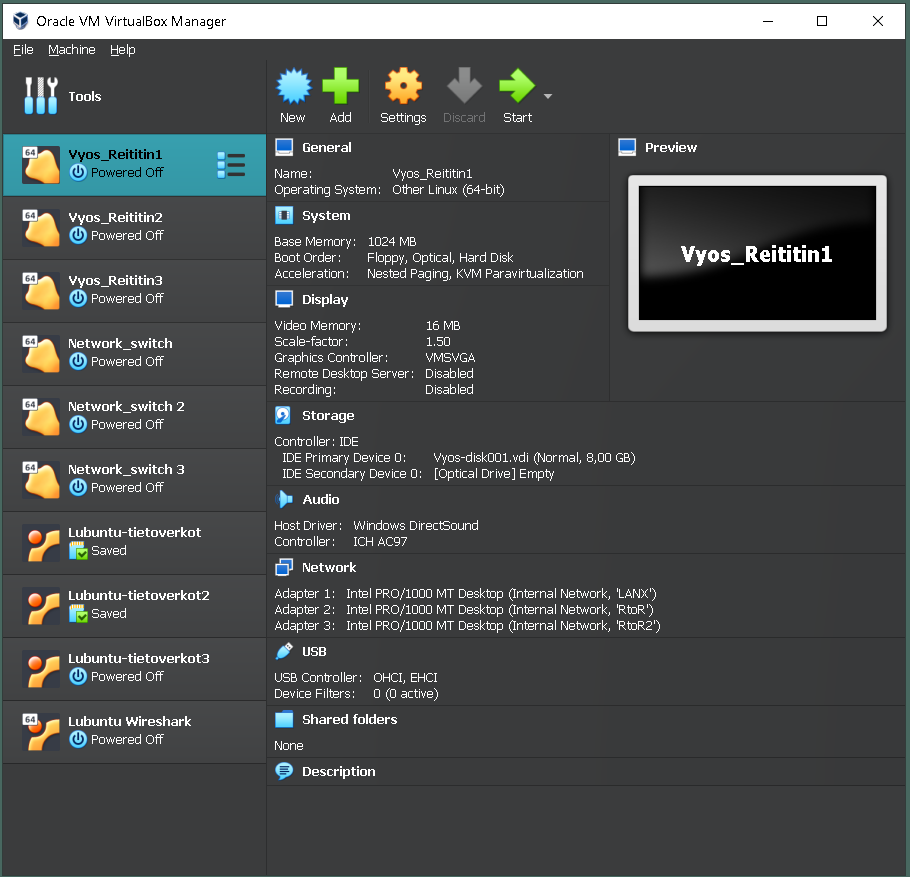 Oracle VM VirtualBox Manager
File Machine Help
Tools
New Add Settings Discard Start
64
Vyos_Reititin1
Powered Off
64
Vyos_Reititin2
Powered Off
64
Vyos_Reititin3
Powered Off
64
Network_switch
Powered Off
64
Network_switch 2
Powered Off
64
Network_switch 3
Powered Off
Lubuntu-tietoverkot
Saved
Lubuntu-tietoverkot2
Saved
Lubuntu-tietoverkot3
Powered Off
64
Lubuntu Wireshark
Powered Off
General
Name: Vyos_Reititin1
Operating System: Other Linux (64-bit)
System
Base Memory: 1024 MB
Boot Order: Floppy, Optical, Hard Disk
Acceleration: Nested Paging, KVM Paravirtualization
Display
Video Memory: 16 MB
Scale-factor: 1.50
Graphics Controller: VMSVGA
Remote Desktop Server: Disabled
Recording: Disabled
Preview
Vyos_Reititin1
Storage
Controller: IDE
IDE Primary Device 0: Vyos-disk001.vdi (Normal, 8,00 GB)
IDE Secondary Device 0: [Optical Drive] Empty
Audio
Host Driver: Windows DirectSound
Controller: ICH AC97
Network
Adapter 1: Intel PRO/1000 MT Desktop (Internal Network, 'LANX')
Adapter 2: Intel PRO/1000 MT Desktop (Internal Network, 'RtoR')
Adapter 3: Intel PRO/1000 MT Desktop (Internal Network, 'RtoR2')
USB
USB Controller: OHCI, EHCI
Device Filters: 0 (0 active)
Shared folders
None
Description